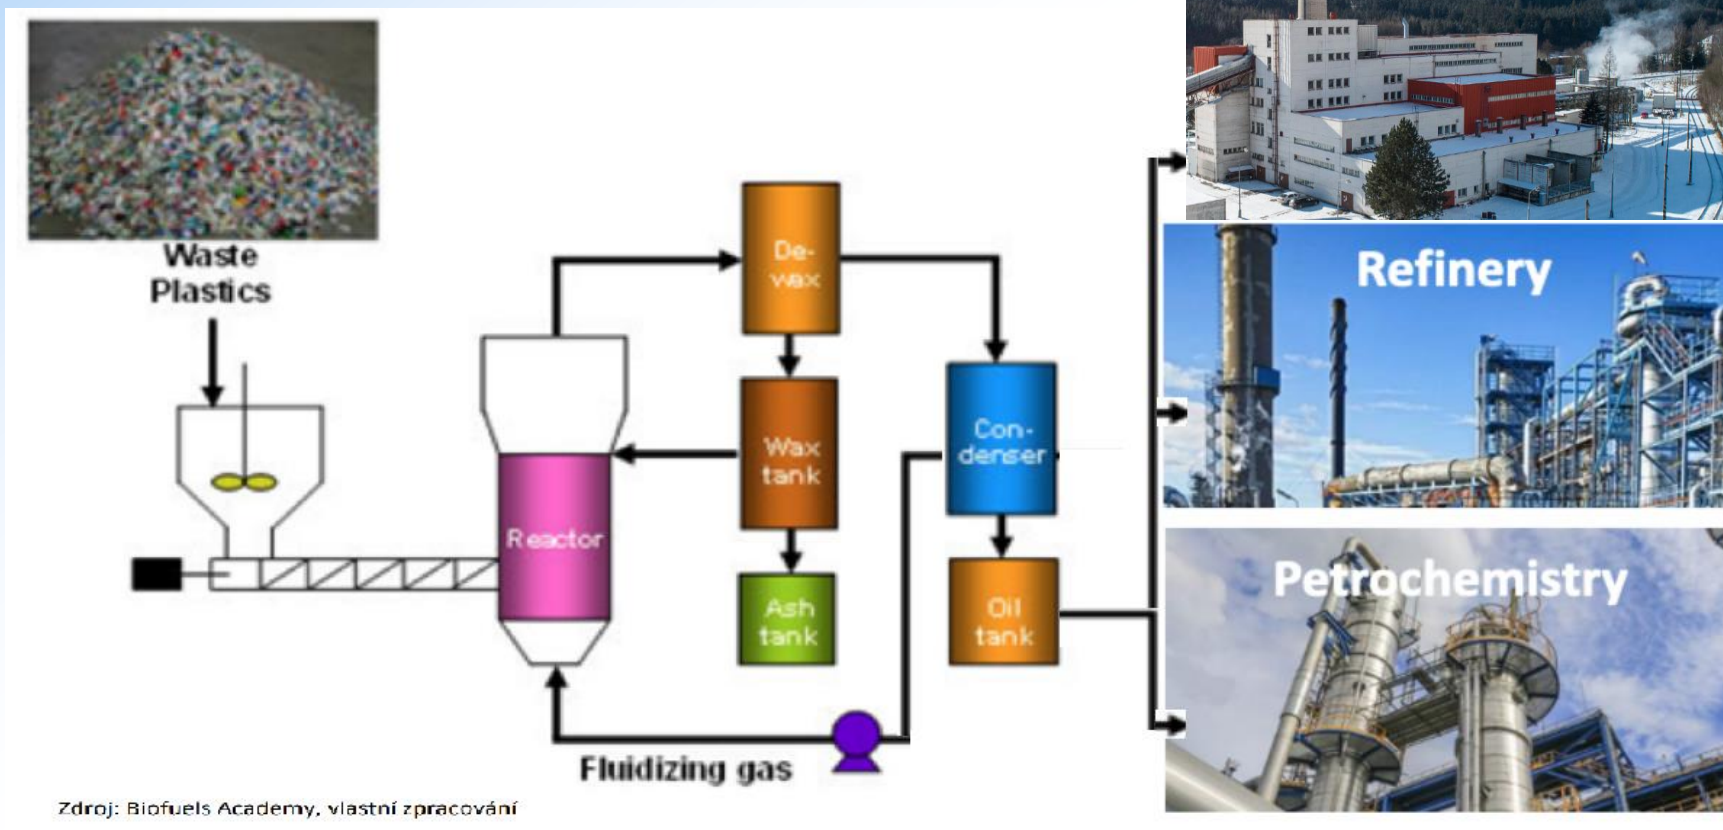 Waste
Plastics
De-
wax
Wax
tank
Con-
denser
Reactor
Ash
tank
Oil
tank
Fluidizing gas
Refinery
Petrochemistry
Zdroj: Biofuels Academy, vlastní zpracování